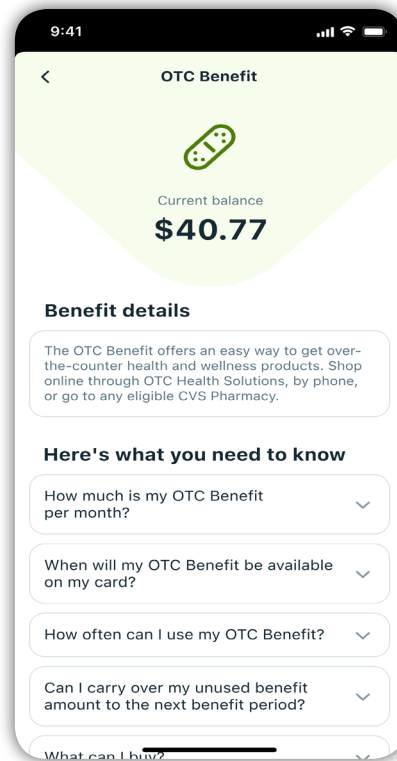 9:41
OTC Benefit
Current balance
$40.77
Benefit details
The OTC Benefit offers an easy way to get over-
the-counter health and wellness products. Shop
online through OTC Health Solutions, by phone,
or go to any eligible CVS Pharmacy.
Here's what you need to know
How much is my OTC Benefit
per month?
When will my OTC Benefit be available
on my card?
How often can I use my OTC Benefit?
Can I carry over my unused benefit
amount to the next benefit period?
What can I buy?